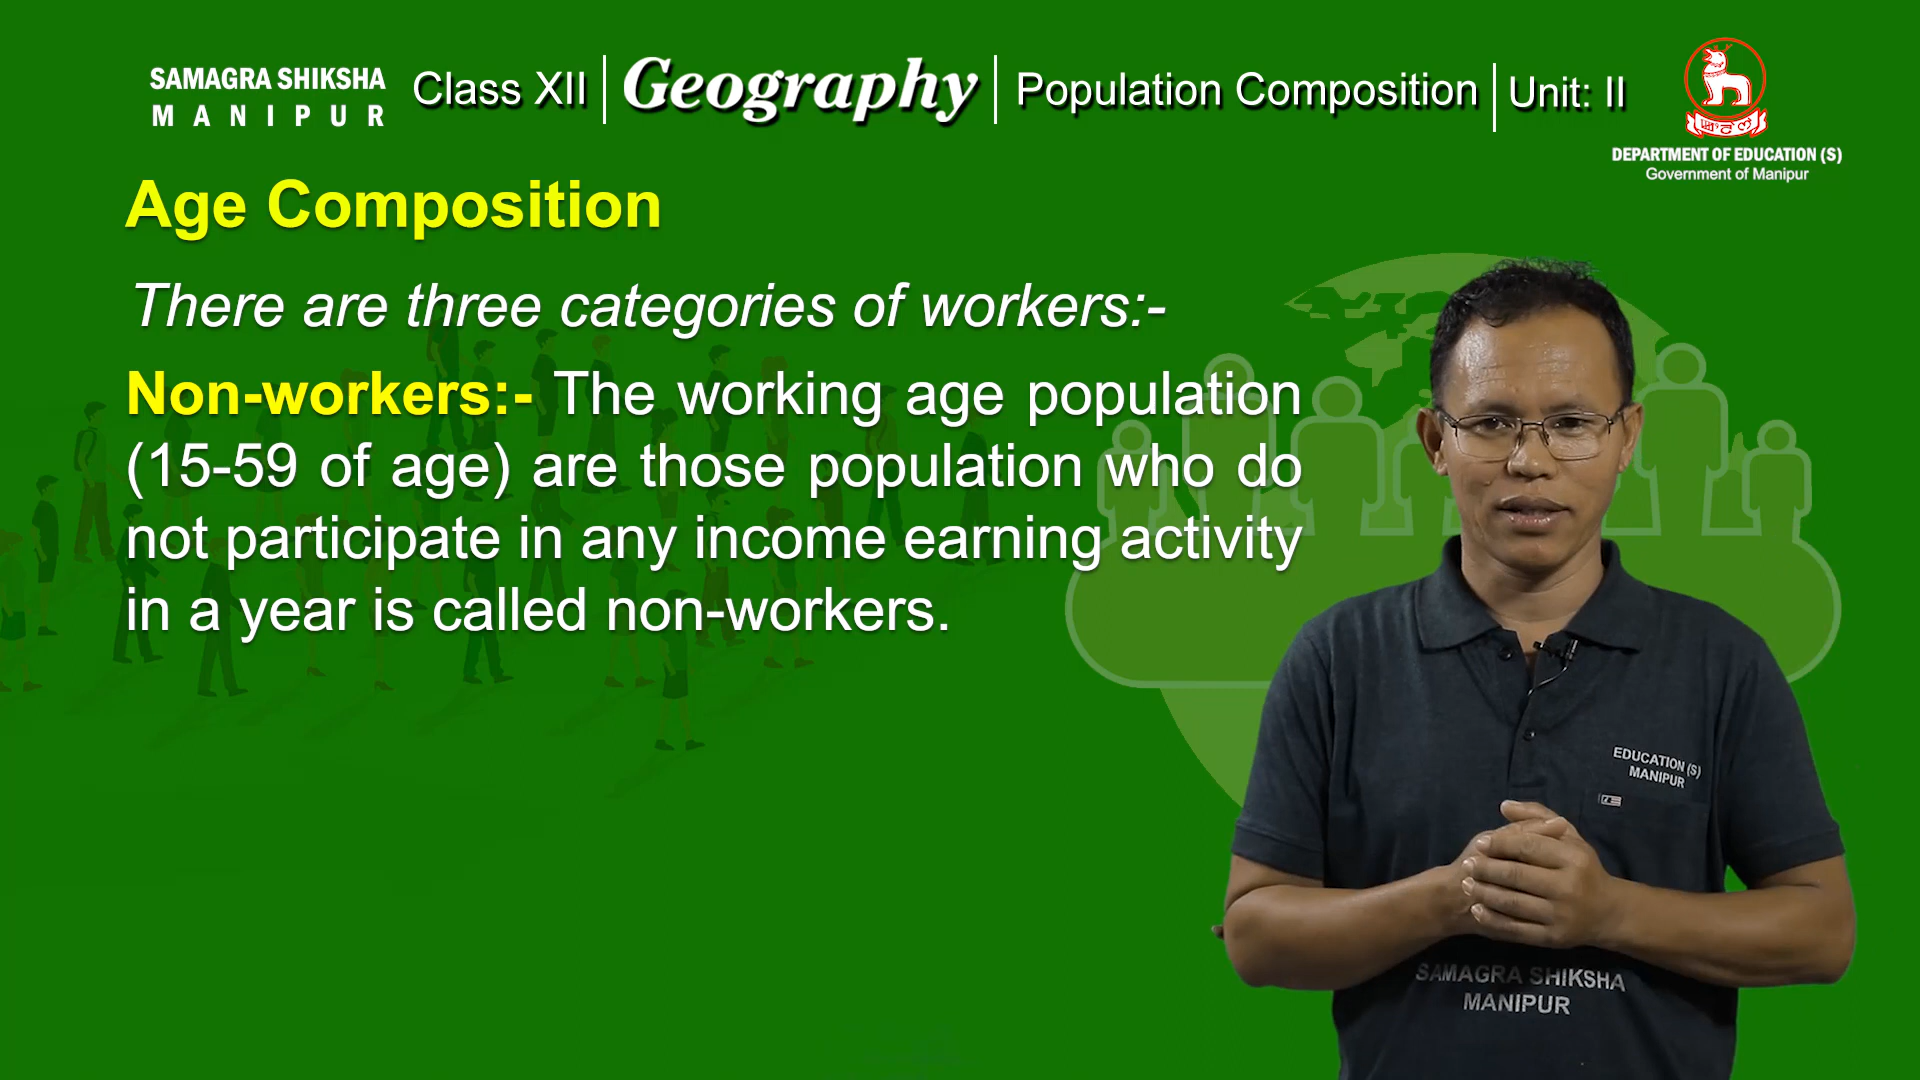 SAMAGRA SHIKSHA
MANIPUR
Class XII
Geography
Population Composition
Unit: II
DEPARTMENT OF EDUCATION (S)
Government of Manipur
Age Composition
There are three categories of workers:-
Non-workers:- The working age population
(15-59 of age) are those population who do
not participate in any income earning activity
in a year is called non-workers.
EDUCATION (S)
MANIPUR
SAMAGRA SHIKSHA
MANIPUR